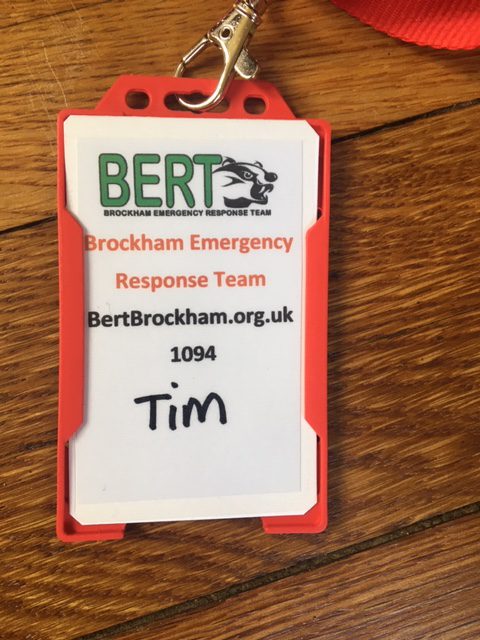 BERT
BROCKHAM EMERGENCY RESPONSE TEAM
Brockham Emergency
Response Team
BertBrockham.org.uk
1094
Tim